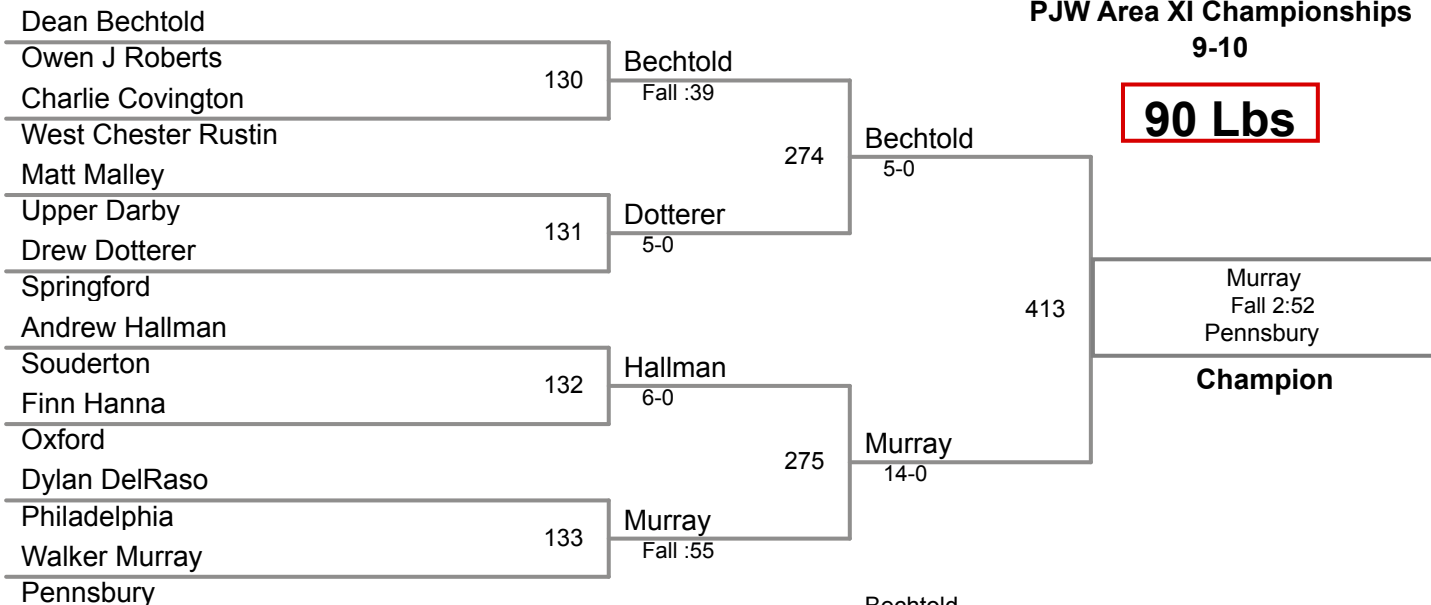 PJW Area XI Championships
9-10
90 Lbs
Dean Bechtold
Owen J Roberts
130
Charlie Covington
West Chester Rustin
Bechtold
Fall :39
Matt Malley
Upper Darby
131
Drew Dotterer
Springford
Dotterer
5-0
274
Bechtold
5-0
Andrew Hallman
Souderton
132
Finn Hanna
Oxford
Hallman
6-0
Dylan DelRaso
Philadelphia
133
Walker Murray
Pennsbury
Murray
Fall :55
275
Murray
14-0
413
Murray
Fall 2:52
Pennsbury
Champion
Bechtold